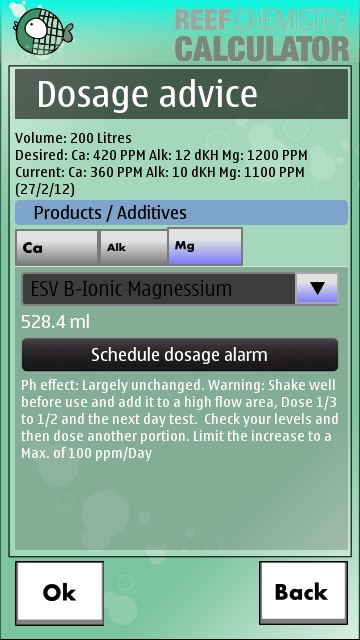 REEF CHEMISTRY
CALCULATOR
Dosage advice
Volume: 200 Litres
Desired: Ca: 420 PPM Alk: 12 dKH Mg: 1200 PPM
Current: Ca: 360 PPM Alk: 10 dKH Mg: 1100 PPM
(27/2/12)
Products / Additives
Ca Alk Mg
ESV B-Ionic Magnessium
528.4 ml
Schedule dosage alarm
Ph effect: Largely unchanged. Warning: Shake well
before use and add it to a high flow area, Dose 1/3
to 1/2 and the next day test. Check your levels and
then dose another portion. Limit the increase to a
Max. of 100 ppm/Day
Ok Back